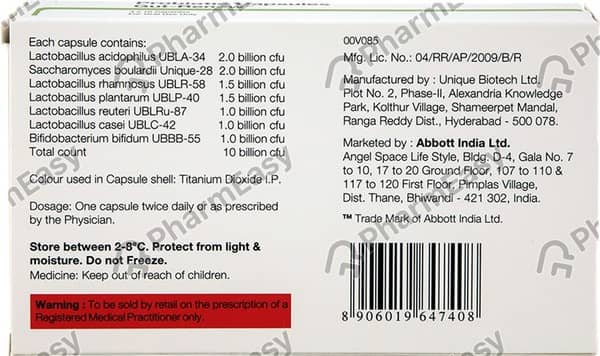 Probiotic Capsules
Each capsule contains:
Lactobacillus acidophilus UBLA-34 2.0 billion cfu
Saccharomyces boulardii Unique-28 2.0 billion cfu
Lactobacillus rhamnosus UBLR-58 1.5 billion cfu
Lactobacillus plantarum UBLP-40 1.5 billion cfu
Lactobacillus reuteri UBLRu-87 1.0 billion cfu
Lactobacillus casei UBLC-42 1.0 billion cfu
Bifidobacterium bifidum UBBB-55 1.0 billion cfu
Total count 10 billion cfu
Colour used in Capsule shell: Titanium Dioxide I.P.
Dosage: One capsule twice daily or as prescribed
by the Physician.
Store between 2-8°C. Protect from light &
moisture. Do not Freeze.
Medicine: Keep out of reach of children.
Warning : To be sold by retail on the prescription of a
Registered Medical Practitioner only.
00V085
Mfg. Lic. No.: 04/RR/AP/2009/B/R
Manufactured by : Unique Biotech Ltd.
Plot No. 2, Phase-II, Alexandria Knowledge
Park, Kolthur Village, Shameerpet Mandal,
Ranga Reddy Dist., Hyderabad - 500 078.
Marketed by : Abbott India Ltd.
Angel Space Life Style, Bldg. D-4, Gala No. 7
to 10, 17 to 20 Ground Floor, 107 to 110 &
117 to 120 First Floor, Pimplas Village,
Dist. Thane, Bhiwandi - 421 302, India.
™ Trade Mark of Abbott India Ltd.
8 906019 647408
PharmEasy
PharmEasy
PharmEasy
PharmEasy